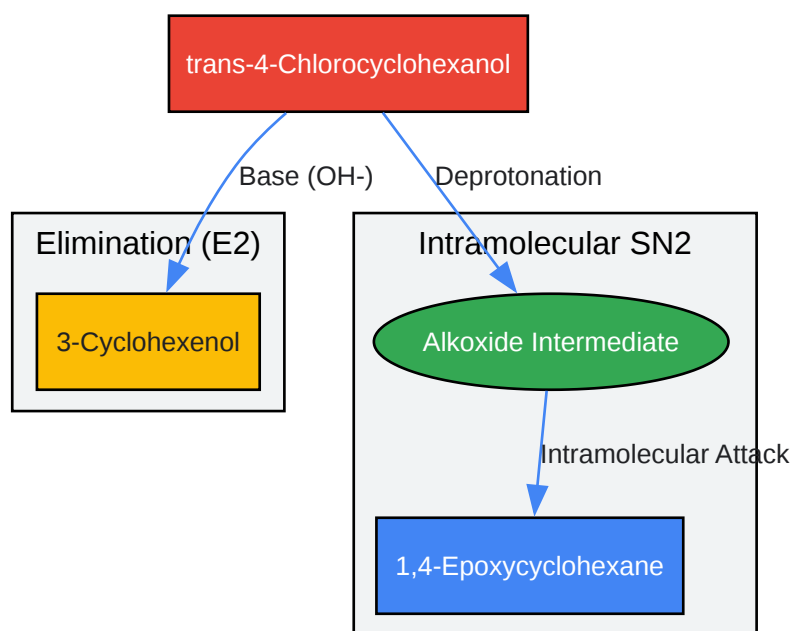 trans-4-Chlorocyclohexanol
Base (OH-)
Deprotonation
Elimination (E2)
Intramolecular SN2
3-Cyclohexenol
Alkoxide Intermediate
Intramolecular Attack
1,4-Epoxycyclohexane